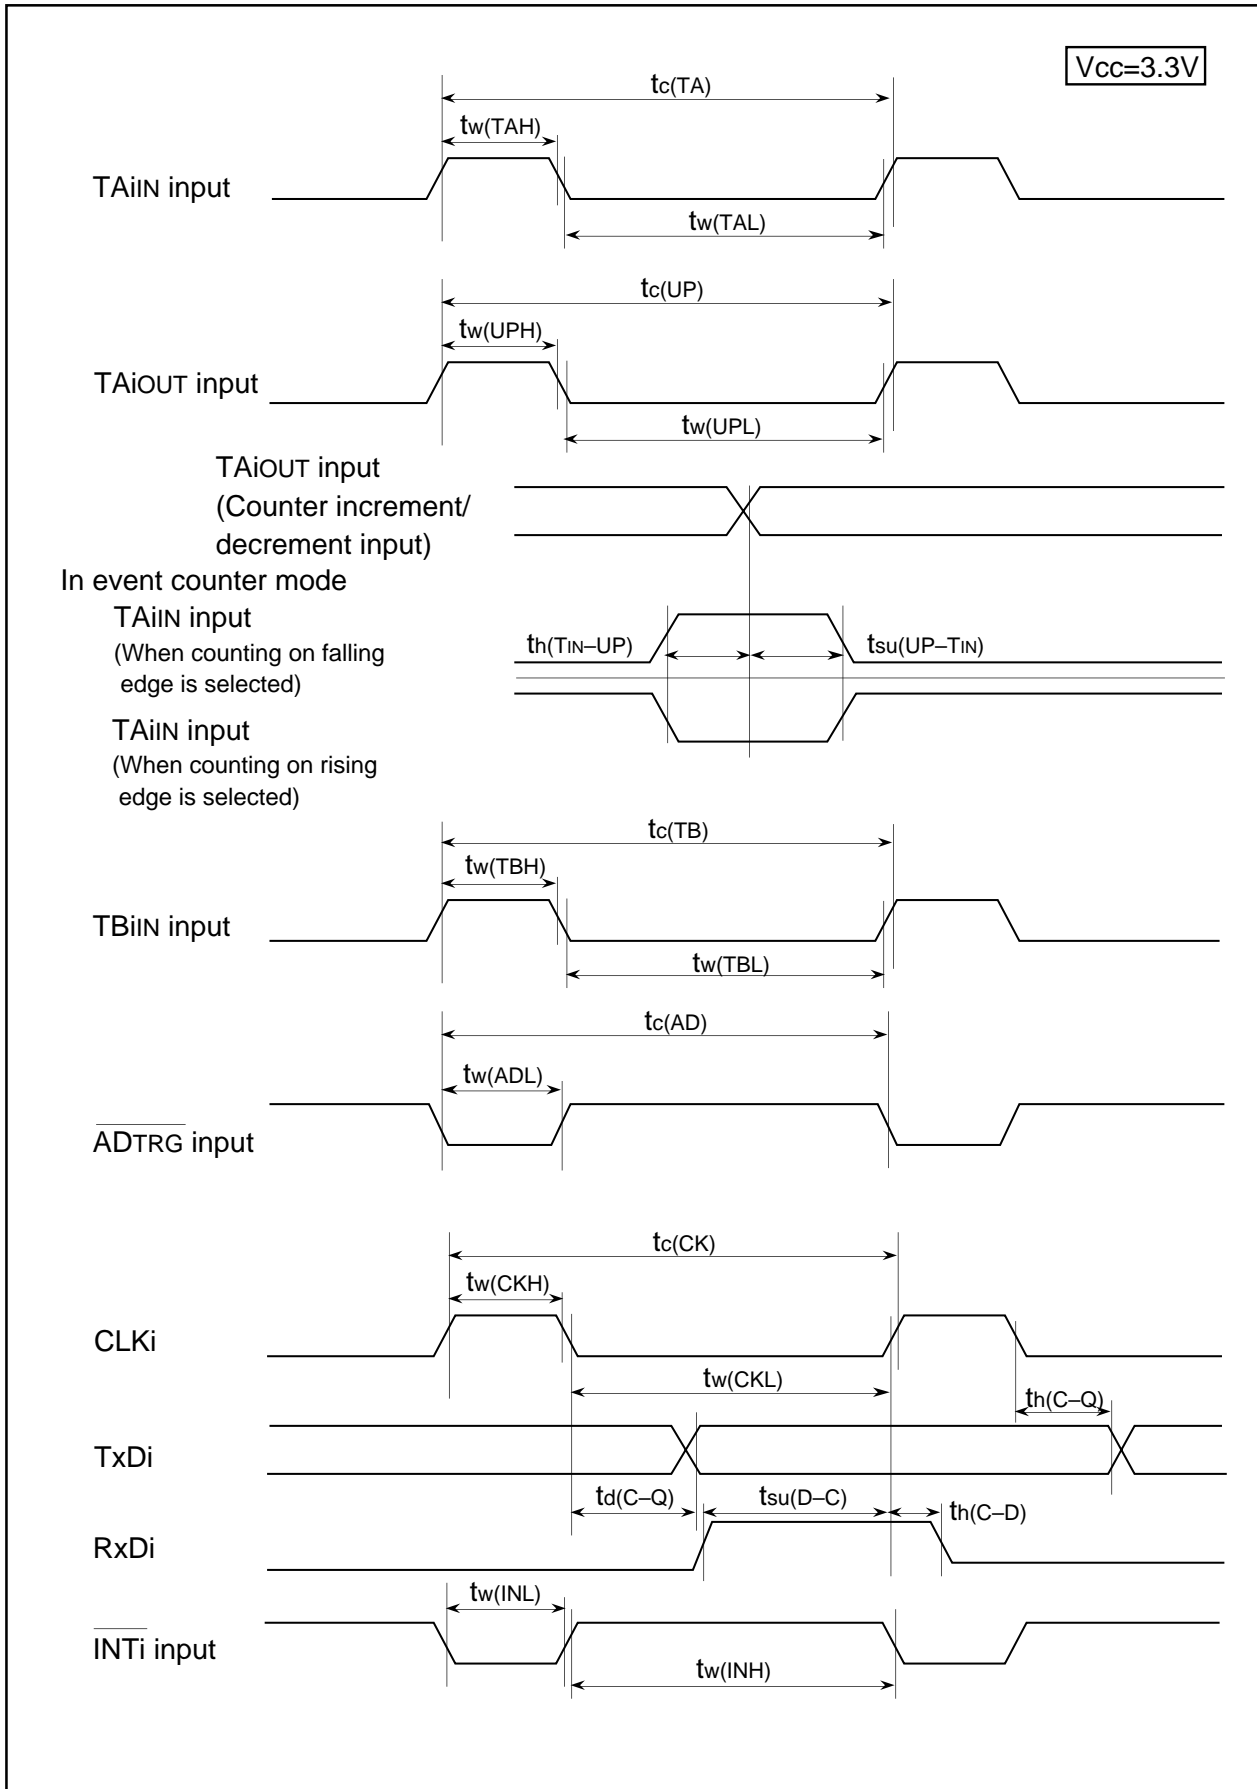 Vcc=3.3V
tc(TA)
tw(TAH)
TAiIN input
tw(TAL)
tc(UP)
tw(UPH)
TAiOUT input
tw(UPL)
TAiOUT input
(Counter increment/
decrement input)
In event counter mode
TAiIN input
(When counting on falling
edge is selected)
th(TIN–UP)
tsu(UP–TIN)
TAiIN input
(When counting on rising
edge is selected)
tc(TB)
tw(TBH)
TBiIN input
tw(TBL)
tc(AD)
tw(ADL)
ADTRG input
tc(CK)
tw(CKH)
CLKi
tw(CKL)
th(C–Q)
TxDi
td(C–Q)
tsu(D–C)
th(C–D)
RxDi
tw(INL)
INTi input
tw(INH)